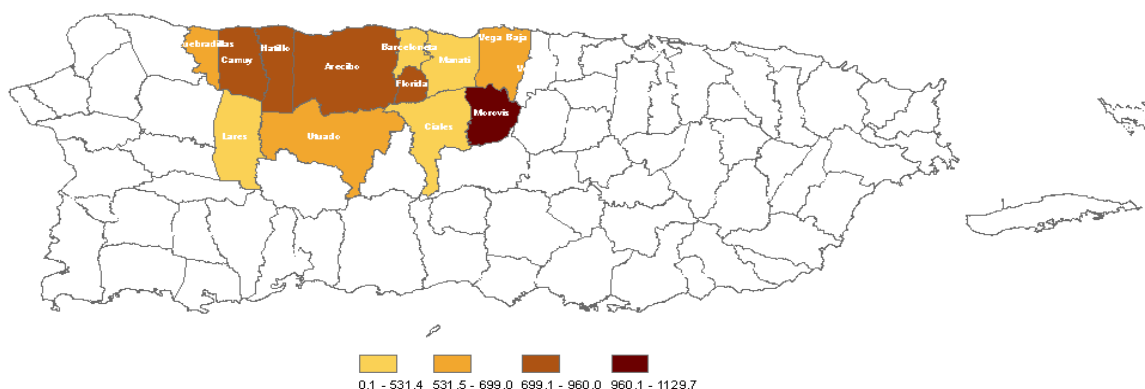 Vega Baja
Hatillo
Barceloneta
Camuy
Manatí
Arecibo
Florida
Morovis
Ciales
Lares
Utuado
0.1 - 531.4 531.5 - 699.0 699.1 - 960.0 960.1 - 1129.7